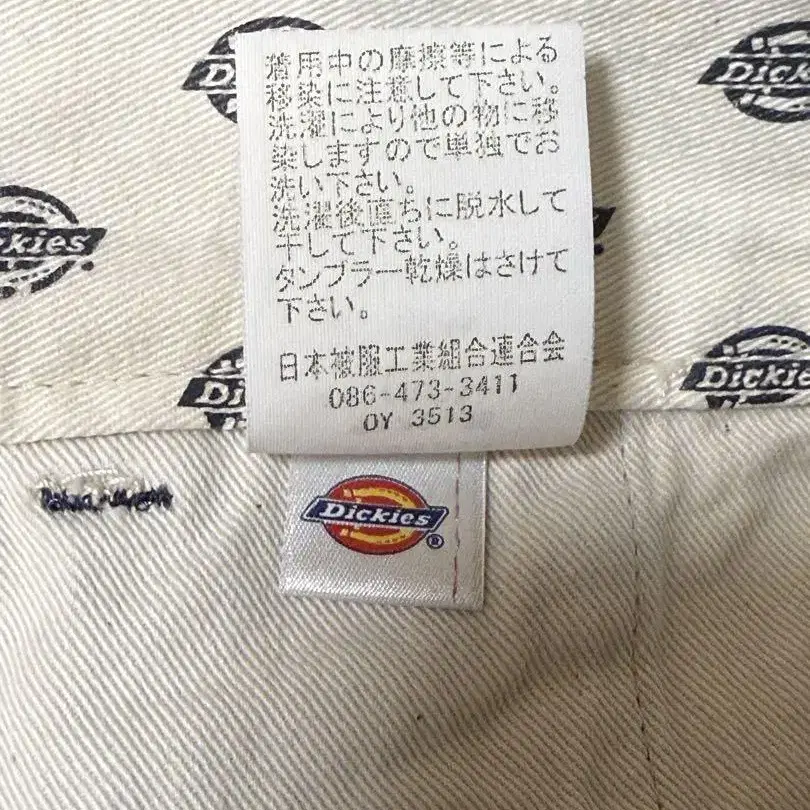 Dickies
Dickies
着用中の摩擦等による
移染に注意して下さい。
洗濯により他の物に移
染しますので単独でお
洗い下さい。
洗濯後直ちに脱水して
干して下さい。
タンブラー乾燥はさけて
下さい。
日本被服工業組合連合会
086-473-3411
OY 3513
Dickies
Dickies®